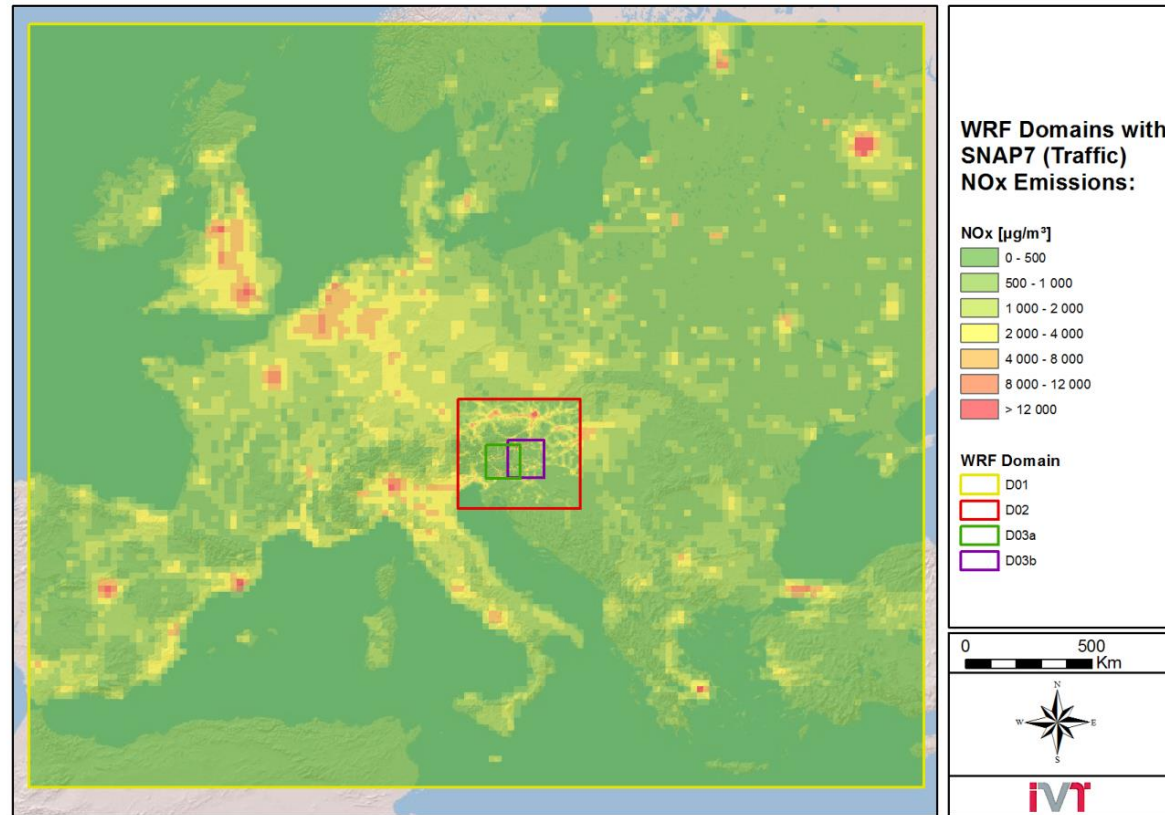 WRF Domains with
SNAP7 (Traffic)
NOx Emissions:
NOx [µg/m³]
0 - 500
500 - 1 000
1 000 - 2 000
2 000 - 4 000
4 000 - 8 000
8 000 - 12 000
> 12 000
WRF Domain
D01
D02
D03a
D03b
0 500
Km
N
W E
S
iVT